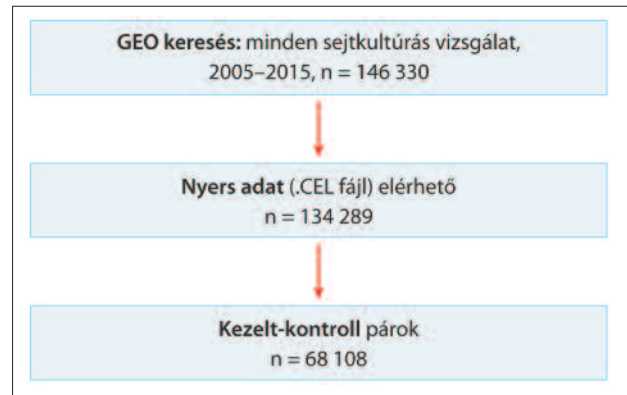 GEO keresés: minden sejtkultúrás vizsgálat,
2005–2015, n = 146 330
Nyers adat (.CEL fájl) elérhető
n = 134 289
Kezelt-kontroll párok
n = 68 108